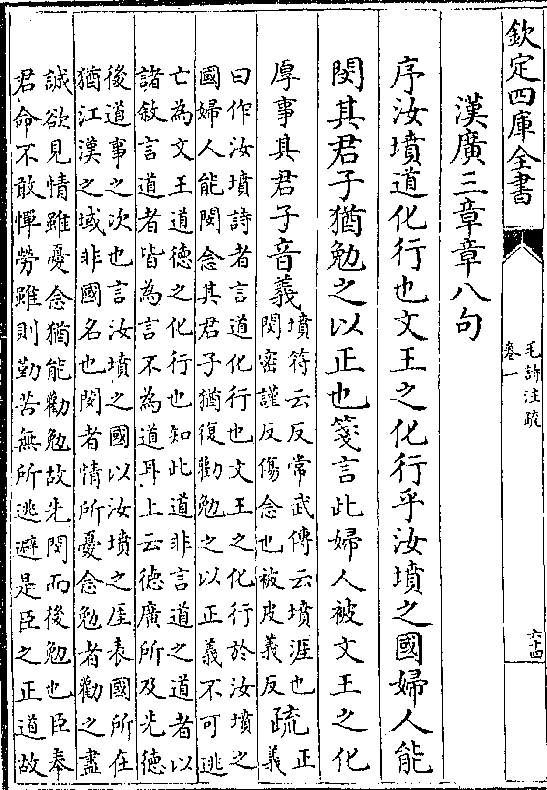 欽定四庫全書
毛詩注疏
卷一
六十四
漢廣三章章八句
序汝墳道化行也文王之化行乎汝墳之國婦人能
閔其君子猶勉之以正也箋言此婦人被文王之化
厚事其君子音義
墳符云反常武傳云墳涯也
閔密謹反傷念也被皮義反
疏
正
義
曰作汝墳詩者言道化行也文王之化行於汝墳之
國婦人能閔念其君子猶復勸勉之以正義不可逃
亡為文王道德之化行也知此道非言道之道者以
諸敘言道者皆為言不為道耳上云德廣所及先德
後道事之次也言汝墳之國以汝墳之厓表國所在
猶江漢之域非國名也閔者情所憂念勉者勸之盡
誠欲見情雖憂念猶能勸勉故先閔而後勉也臣奉
君命不敢憚勞雖則勤苦無所逃避是臣之正道故